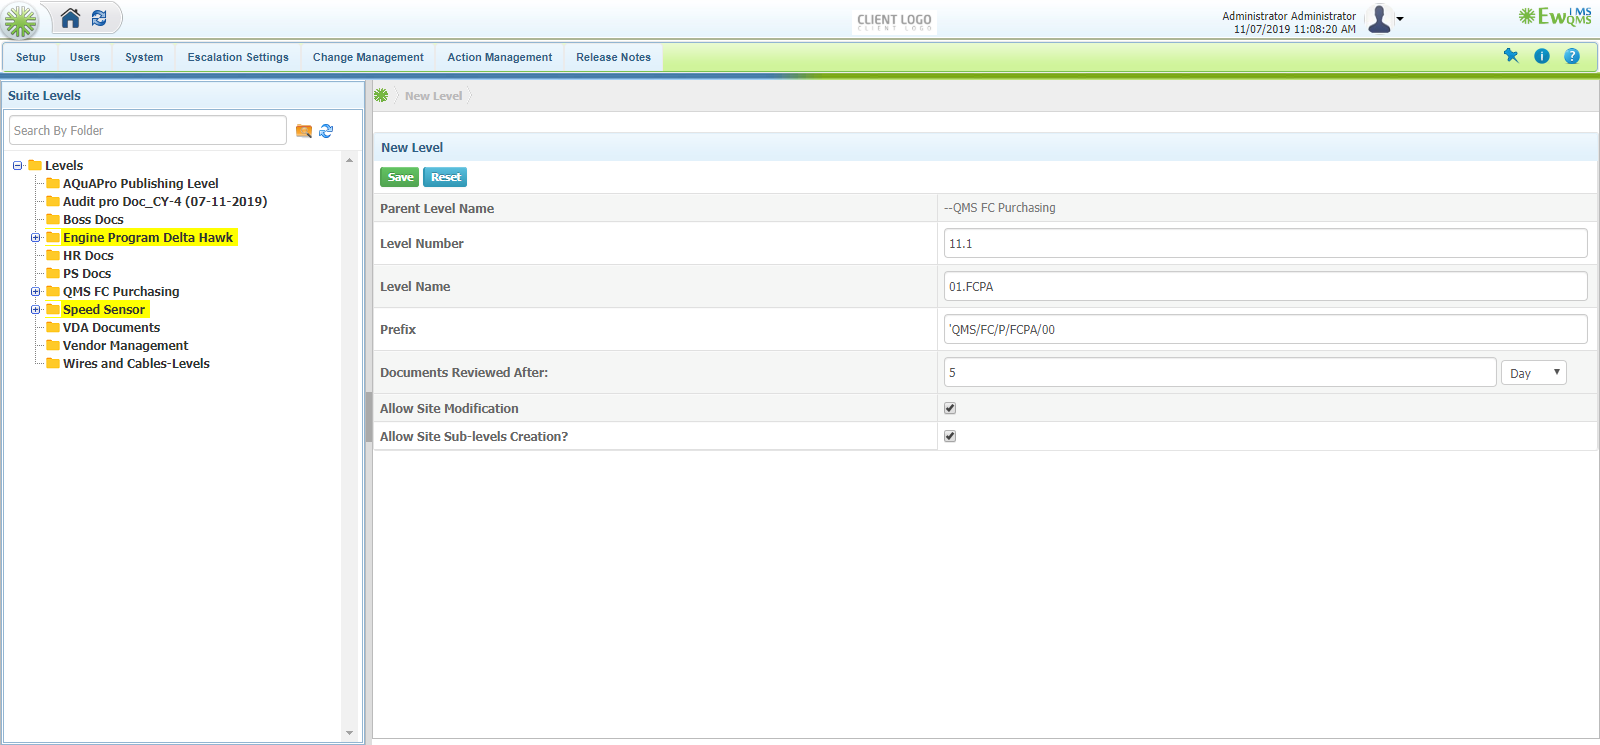 CLIENT LOGO
CLIENT LOGO
Administrator Administrator
11/07/2019 11:08:20 AM
EwQMS
IMS
Setup
Users
System
Escalation Settings
Change Management
Action Management
Release Notes
Suite Levels
New Level
Search By Folder
Levels
AQuAPro Publishing Level
Audit pro Doc_CY-4 (07-11-2019)
Boss Docs
Engine Program Delta Hawk
HR Docs
PS Docs
QMS FC Purchasing
Speed Sensor
VDA Documents
Vendor Management
Wires and Cables-Levels
New Level
Save
Reset
Parent Level Name
--QMS FC Purchasing
Level Number
11.1
Level Name
01.FCPA
Prefix
'QMS/FC/P/FCPA/00
Documents Reviewed After:
5
Day
Allow Site Modification
Allow Site Sub-levels Creation?